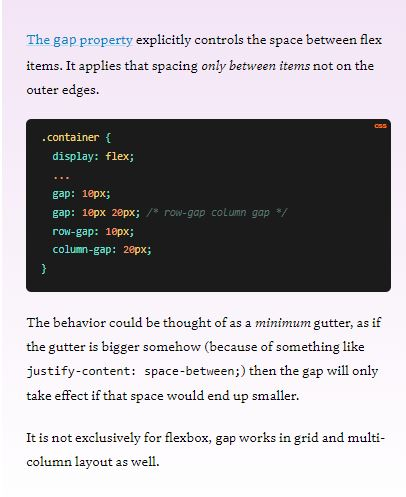 The gap property explicitly controls the space between flex
items. It applies that spacing only between items not on the
outer edges.
css
.container {
  display: flex;
  ...
  gap: 10px;
  gap: 10px 20px; /* row-gap column gap */
  row-gap: 10px;
  column-gap: 20px;
}
The behavior could be thought of as a minimum gutter, as if
the gutter is bigger somehow (because of something like
justify-content: space-between;) then the gap will only
take effect if that space would end up smaller.
It is not exclusively for flexbox, gap works in grid and multi-
column layout as well.